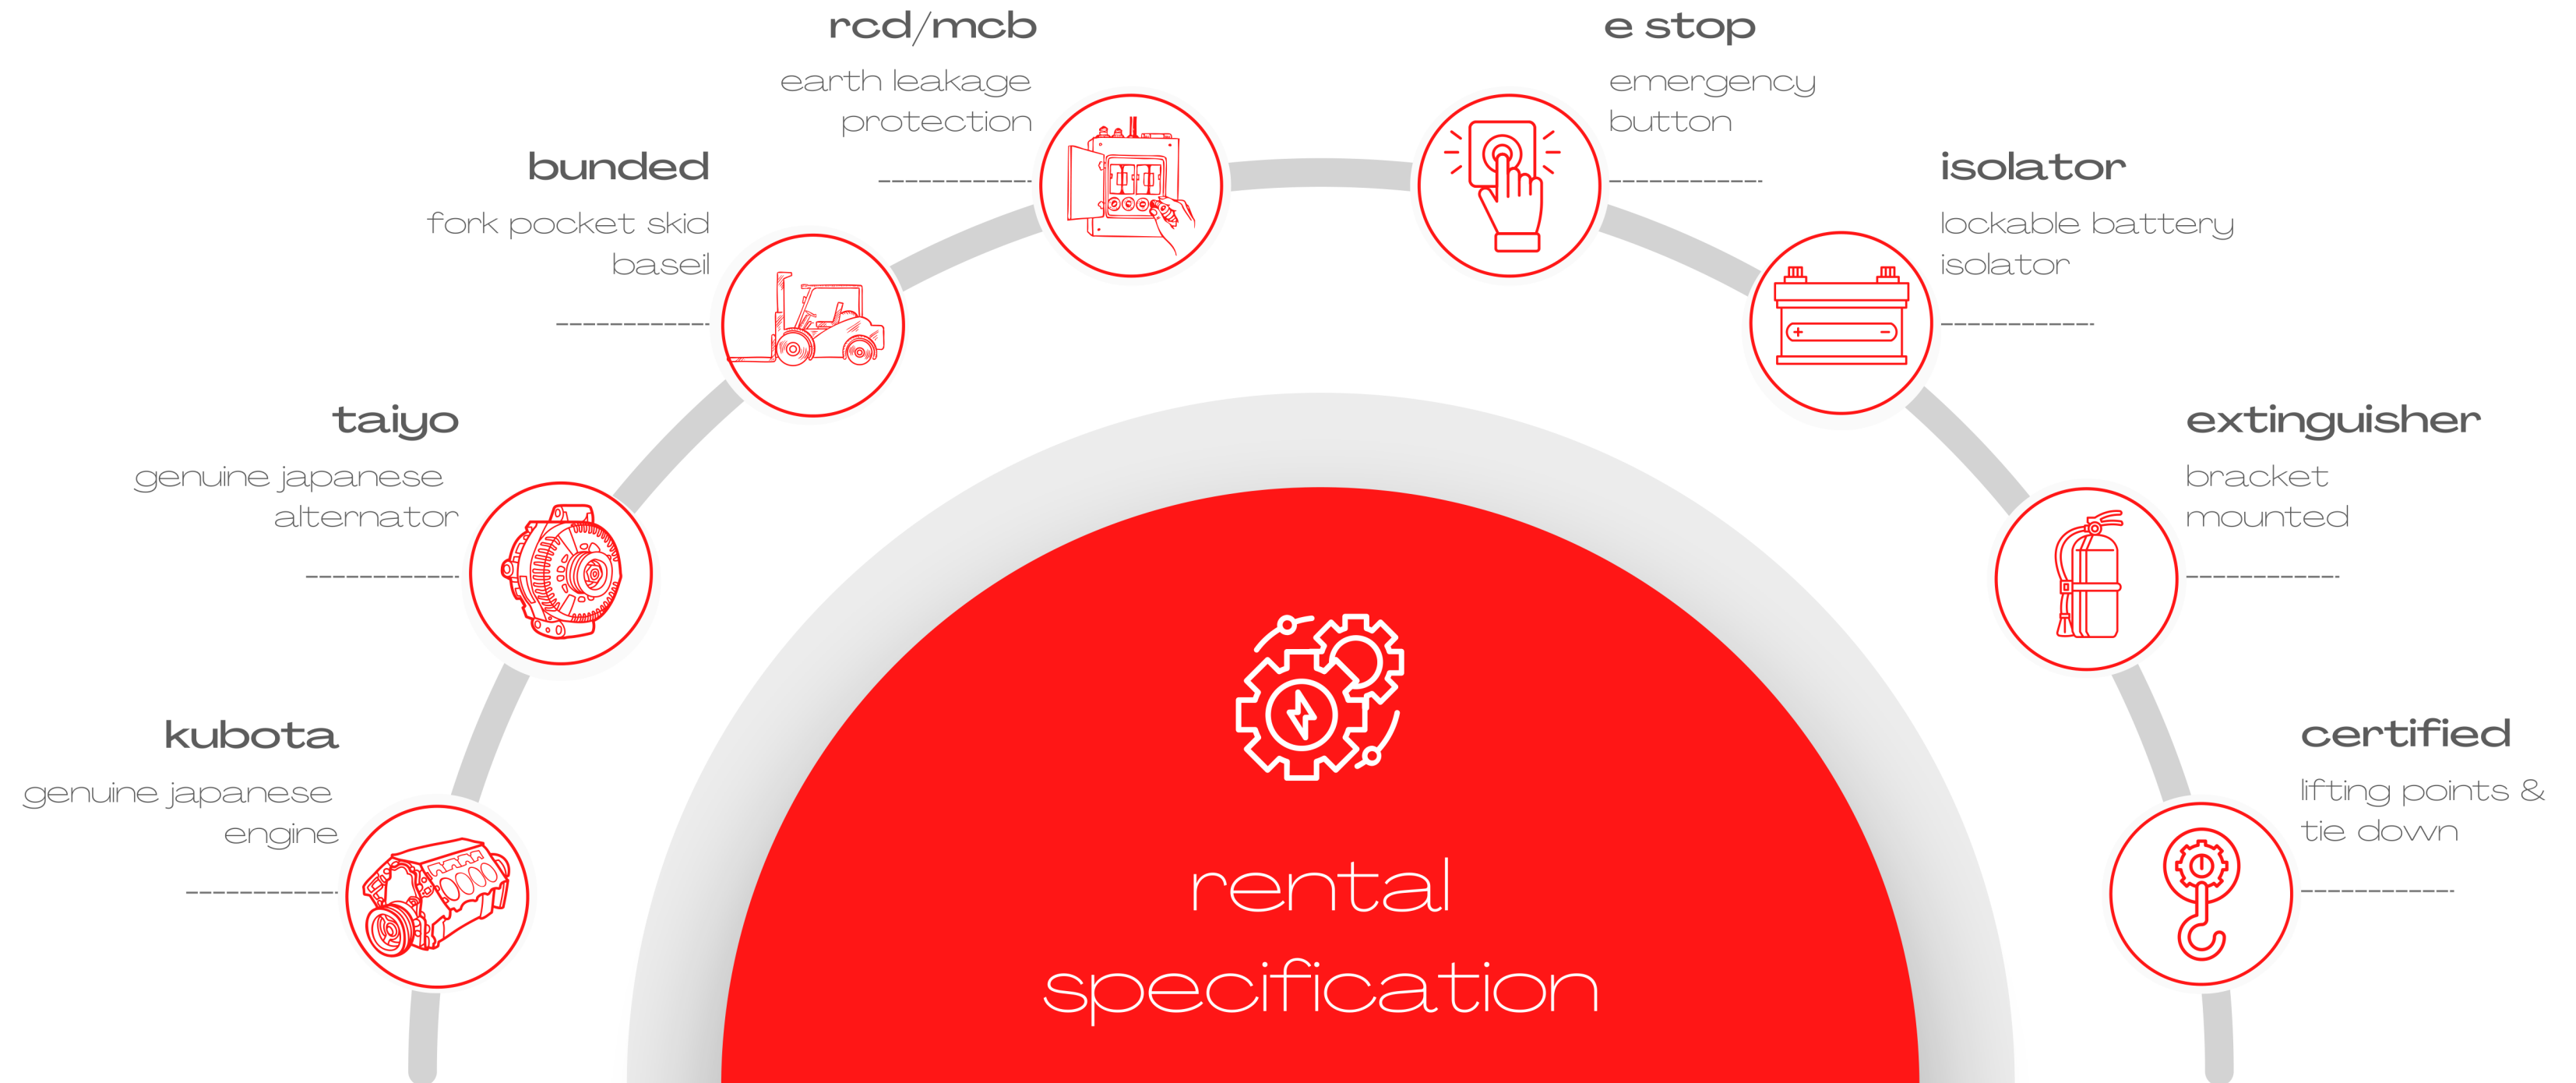 kubota
genuine japanese
engine
taiyo
genuine japanese
alternator
bunded
fork pocket skid
baseil
rcd/mcb
earth leakage
protection
e stop
emergency
button
isolator
lockable battery
isolator
extinguisher
bracket
mounted
certified
lifting points &
tie down
rental
specification